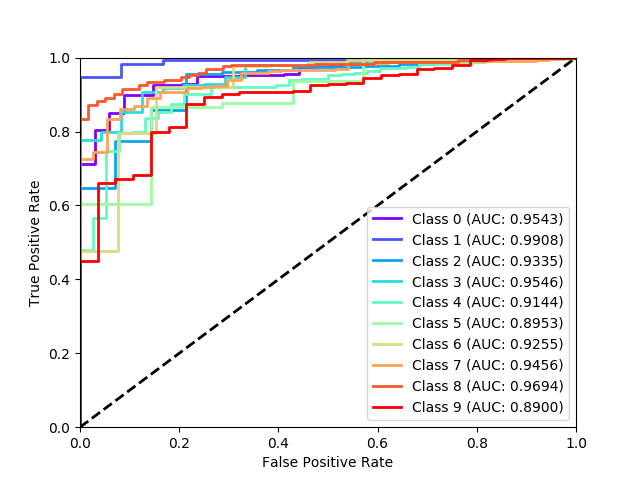 1.0
0.8
0.6
0.4
0.2
0.0
True Positive Rate
0.0 0.2 0.4 0.6 0.8 1.0
False Positive Rate
Class 0 (AUC: 0.9543)
Class 1 (AUC: 0.9908)
Class 2 (AUC: 0.9335)
Class 3 (AUC: 0.9546)
Class 4 (AUC: 0.9144)
Class 5 (AUC: 0.8953)
Class 6 (AUC: 0.9255)
Class 7 (AUC: 0.9456)
Class 8 (AUC: 0.9694)
Class 9 (AUC: 0.8900)